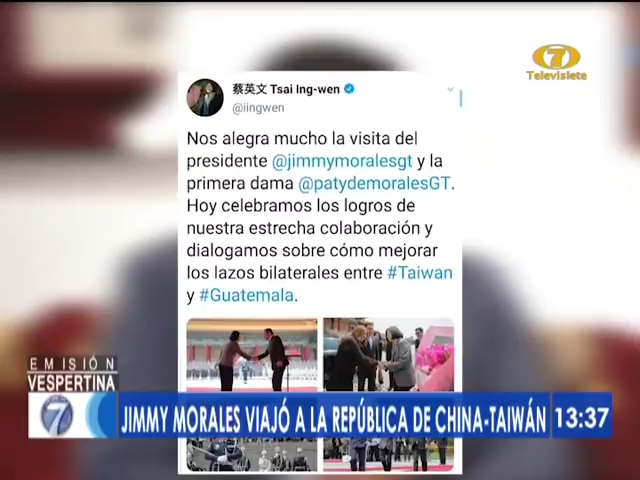 7
Televisiete
蔡英文 Tsai Ing-wen
@iingwen
Nos alegra mucho la visita del
presidente @jimmymoralesgt y la
primera dama @patydemoralesGT.
Hoy celebramos los logros de
nuestra estrecha colaboración y
dialogamos sobre cómo mejorar
los lazos bilaterales entre #Taiwan
y #Guatemala.
EMISIÓN
VESPERTINA
7
JIMMY MORALES VIAJÓ A LA REPÚBLICA DE CHINA-TAIWÁN
13:37